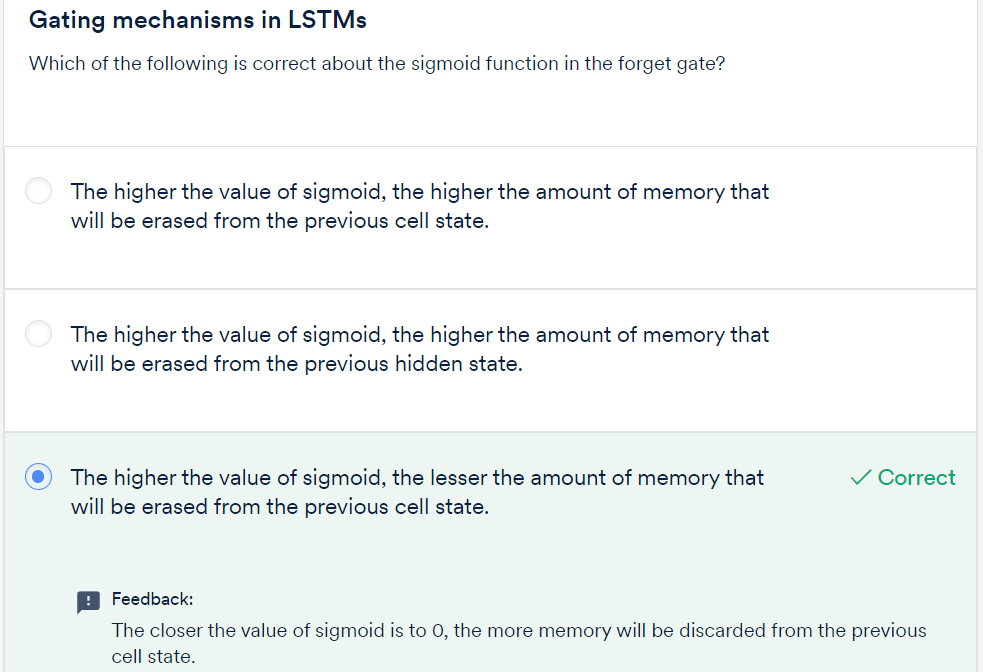 Gating mechanisms in LSTMs
Which of the following is correct about the sigmoid function in the forget gate?
The higher the value of sigmoid, the higher the amount of memory that
will be erased from the previous cell state.
The higher the value of sigmoid, the higher the amount of memory that
will be erased from the previous hidden state.
The higher the value of sigmoid, the lesser the amount of memory that
will be erased from the previous cell state.
Correct
Feedback:
The closer the value of sigmoid is to 0, the more memory will be discarded from the previous
cell state.